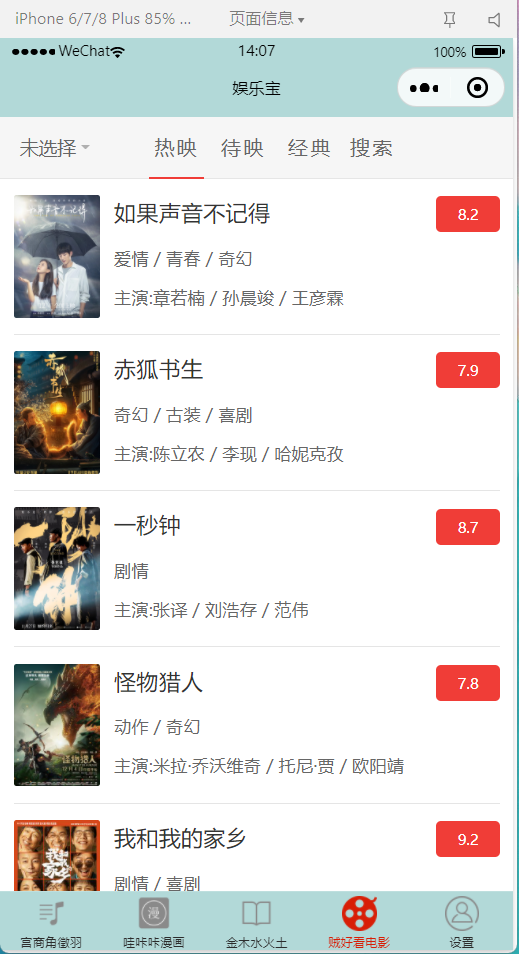 iPhone 6/7/8 Plus 85% ... 页面信息
WeChat 14:07 100%
娱乐宝
未选择 热映 待映 经典 搜索
如果声音不记得 8.2
爱情 / 青春 / 奇幻
主演:章若楠 / 孙晨竣 / 王彦霖
赤狐书生 7.9
奇幻 / 古装 / 喜剧
主演:陈立农 / 李现 / 哈妮克孜
一秒钟 8.7
剧情
主演:张译 / 刘浩存 / 范伟
怪物猎人 7.8
动作 / 奇幻
主演:米拉·乔沃维奇 / 托尼·贾 / 欧阳靖
我和我的家乡 9.2
剧情 / 喜剧
漫
宫商角徵羽 哇咔咔漫画 金木水火土 贼好看电影 设置